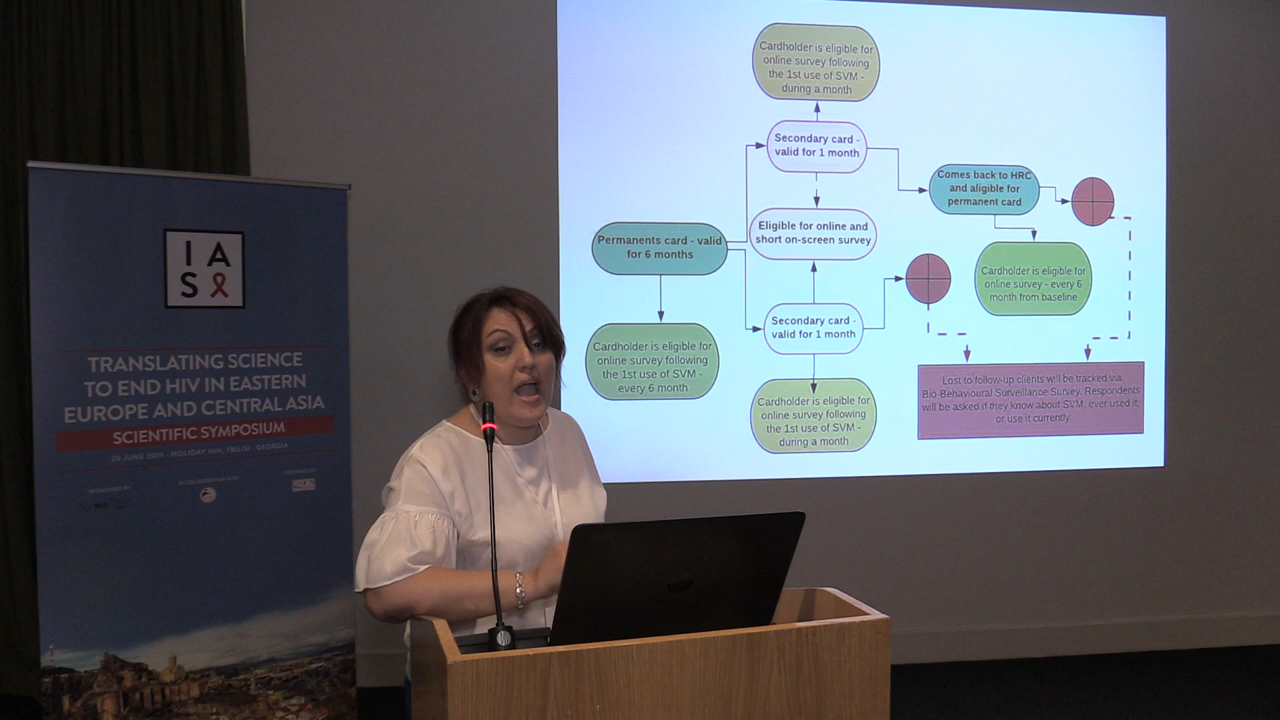 I A
S
TRANSLATING SCIENCE
TO END HIV IN EASTERN
EUROPE AND CENTRAL ASIA
SCIENTIFIC SYMPOSIUM
HOLIDAY INN, TBILISI - GEORGIA
Cardholder is eligible for
online survey following
the 1st use of SVM -
during a month
Secondary card -
valid for 1 month
Comes back to HRC
and aligible for
permanent card
Eligible for online and
short on-screen survey
Permanents card - valid
for 6 months
Cardholder is eligible for
online survey - every 6
month from baseline
Secondary card -
valid for 1 month
Cardholder is eligible for
online survey following
the 1st use of SVM -
every 6 month
Cardholder is eligible for
online survey following
the 1st use of SVM -
during a month
Lost to follow-up clients will be tracked via
Bio-Behavioural Surveillance Survey. Respondents
will be asked if they know about SVM, ever used it,
or use it currently